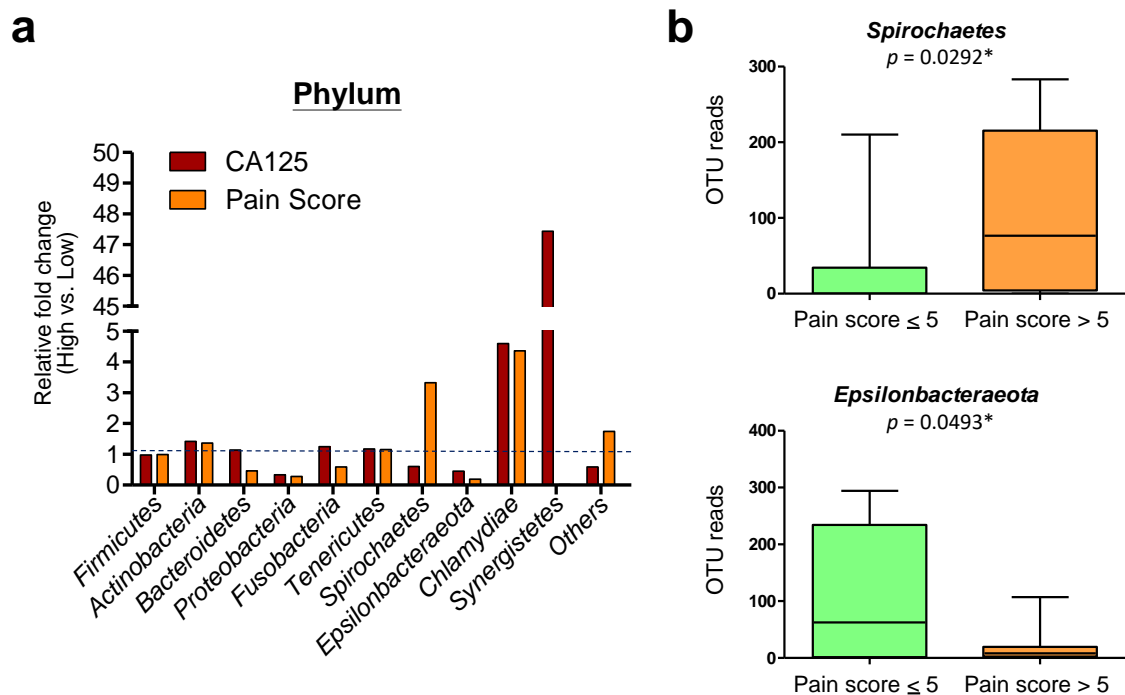 a
Phylum
Relative fold change
(High vs. Low)
50
49
48
47
46
45
5
4
3
2
1
0
CA125
Pain Score
Firmicutes
Actinobacteria
Bacteroidetes
Proteobacteria
Fusobacteria
Tenericutes
Spirochaetes
Epsilonbacteraeota
Chlamydiae
Synergistetes
Others
b
Spirochaetes
p = 0.0292*
OTU reads
300
200
100
0
Pain score ≤ 5
Pain score > 5
Epsilonbacteraeota
p = 0.0493*
OTU reads
400
300
200
100
0
Pain score ≤ 5
Pain score > 5